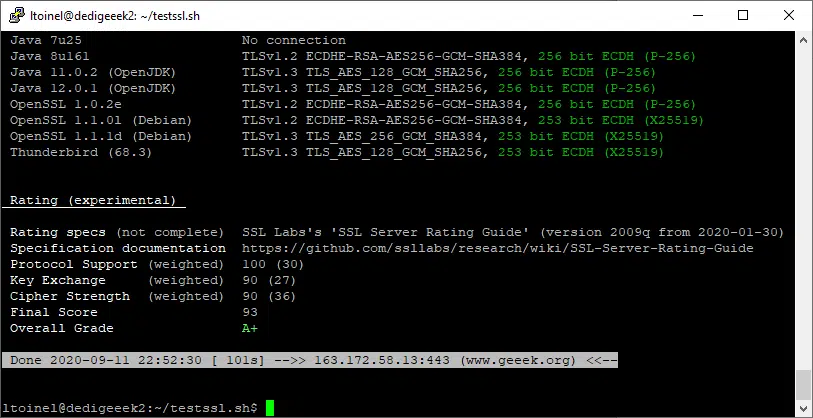 ltoinel@dedigeeek2: ~/testssl.sh
Java 7u25 No connection
Java 8u161 TLSv1.2 ECDHE-RSA-AES256-GCM-SHA384, 256 bit ECDH (P-256)
Java 11.0.2 (OpenJDK) TLSv1.3 TLS_AES_128_GCM_SHA256, 256 bit ECDH (P-256)
Java 12.0.1 (OpenJDK) TLSv1.3 TLS_AES_128_GCM_SHA256, 256 bit ECDH (P-256)
OpenSSL 1.0.2e TLSv1.2 ECDHE-RSA-AES256-GCM-SHA384, 256 bit ECDH (P-256)
OpenSSL 1.1.0l (Debian) TLSv1.2 ECDHE-RSA-AES256-GCM-SHA384, 253 bit ECDH (X25519)
OpenSSL 1.1.1d (Debian) TLSv1.3 TLS_AES_256_GCM_SHA384, 253 bit ECDH (X25519)
Thunderbird (68.3) TLSv1.3 TLS_AES_128_GCM_SHA256, 253 bit ECDH (X25519)
Rating (experimental)
Rating specs (not complete) SSL Labs's 'SSL Server Rating Guide' (version 2009q from 2020-01-30)
Specification documentation https://github.com/ssllabs/research/wiki/SSL-Server-Rating-Guide
Protocol Support (weighted) 100 (30)
Key Exchange (weighted) 90 (27)
Cipher Strength (weighted) 90 (36)
Final Score 93
Overall Grade A+
Done 2020-09-11 22:52:30 [ 101s] -->> 163.172.58.13:443 (www.geeek.org) <<--
ltoinel@dedigeeek2:~/testssl.sh$